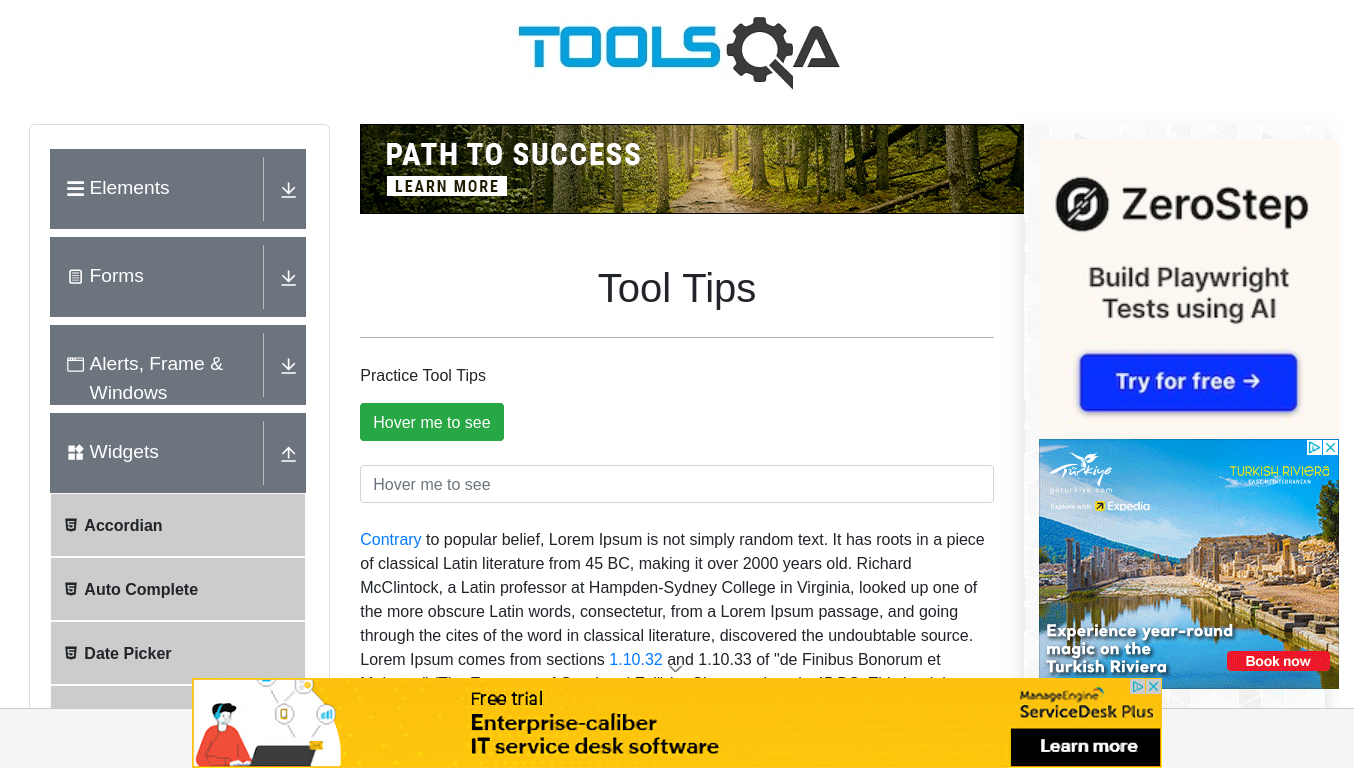 TOOLSQA
Elements
Forms
Alerts, Frame &
Windows
Widgets
Accordian
Auto Complete
Date Picker
PATH TO SUCCESS
LEARN MORE
Tool Tips
Practice Tool Tips
Hover me to see
Hover me to see
Contrary to popular belief, Lorem Ipsum is not simply random text. It has roots in a piece
of classical Latin literature from 45 BC, making it over 2000 years old. Richard
McClintock, a Latin professor at Hampden-Sydney College in Virginia, looked up one of
the more obscure Latin words, consectetur, from a Lorem Ipsum passage, and going
through the cites of the word in classical literature, discovered the undoubtable source.
Lorem Ipsum comes from sections 1.10.32 and 1.10.33 of "de Finibus Bonorum et
ZeroStep
Build Playwright
Tests using AI
Try for free →
Türkiye
goturkiye.com
Explore with Expedia
TURKISH RIVIERA
EAST MEDITERRANEAN
Experience year-round
magic on the
Turkish Riviera
Book now
Free trial
Enterprise-caliber
IT service desk software
ManageEngine
ServiceDesk Plus
Learn more